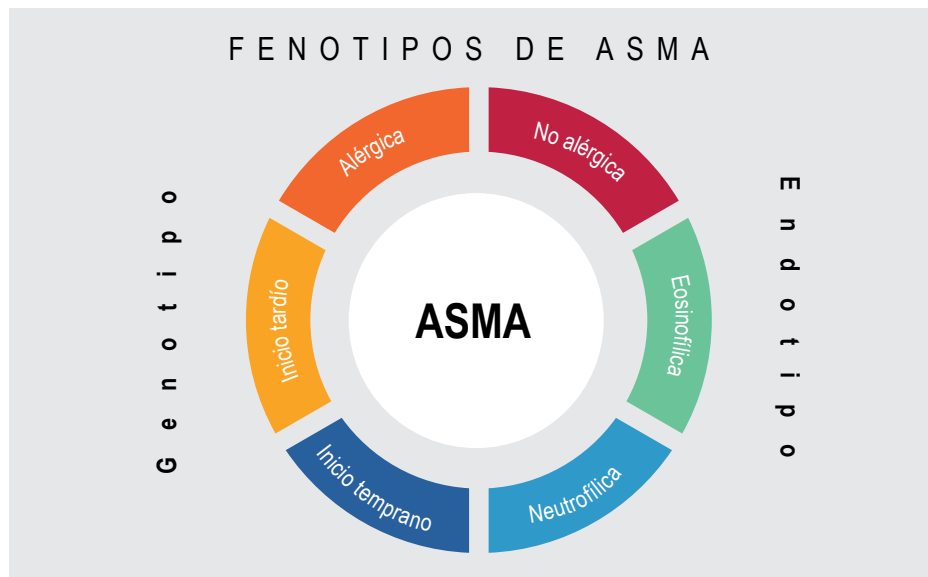 FENOTIPOS DE ASMA
Alérgica
No alérgica
Genotipo
Endotipo
Inicio tardío
ASMA
Eosinofílica
Inicio temprano
Neutrofílica